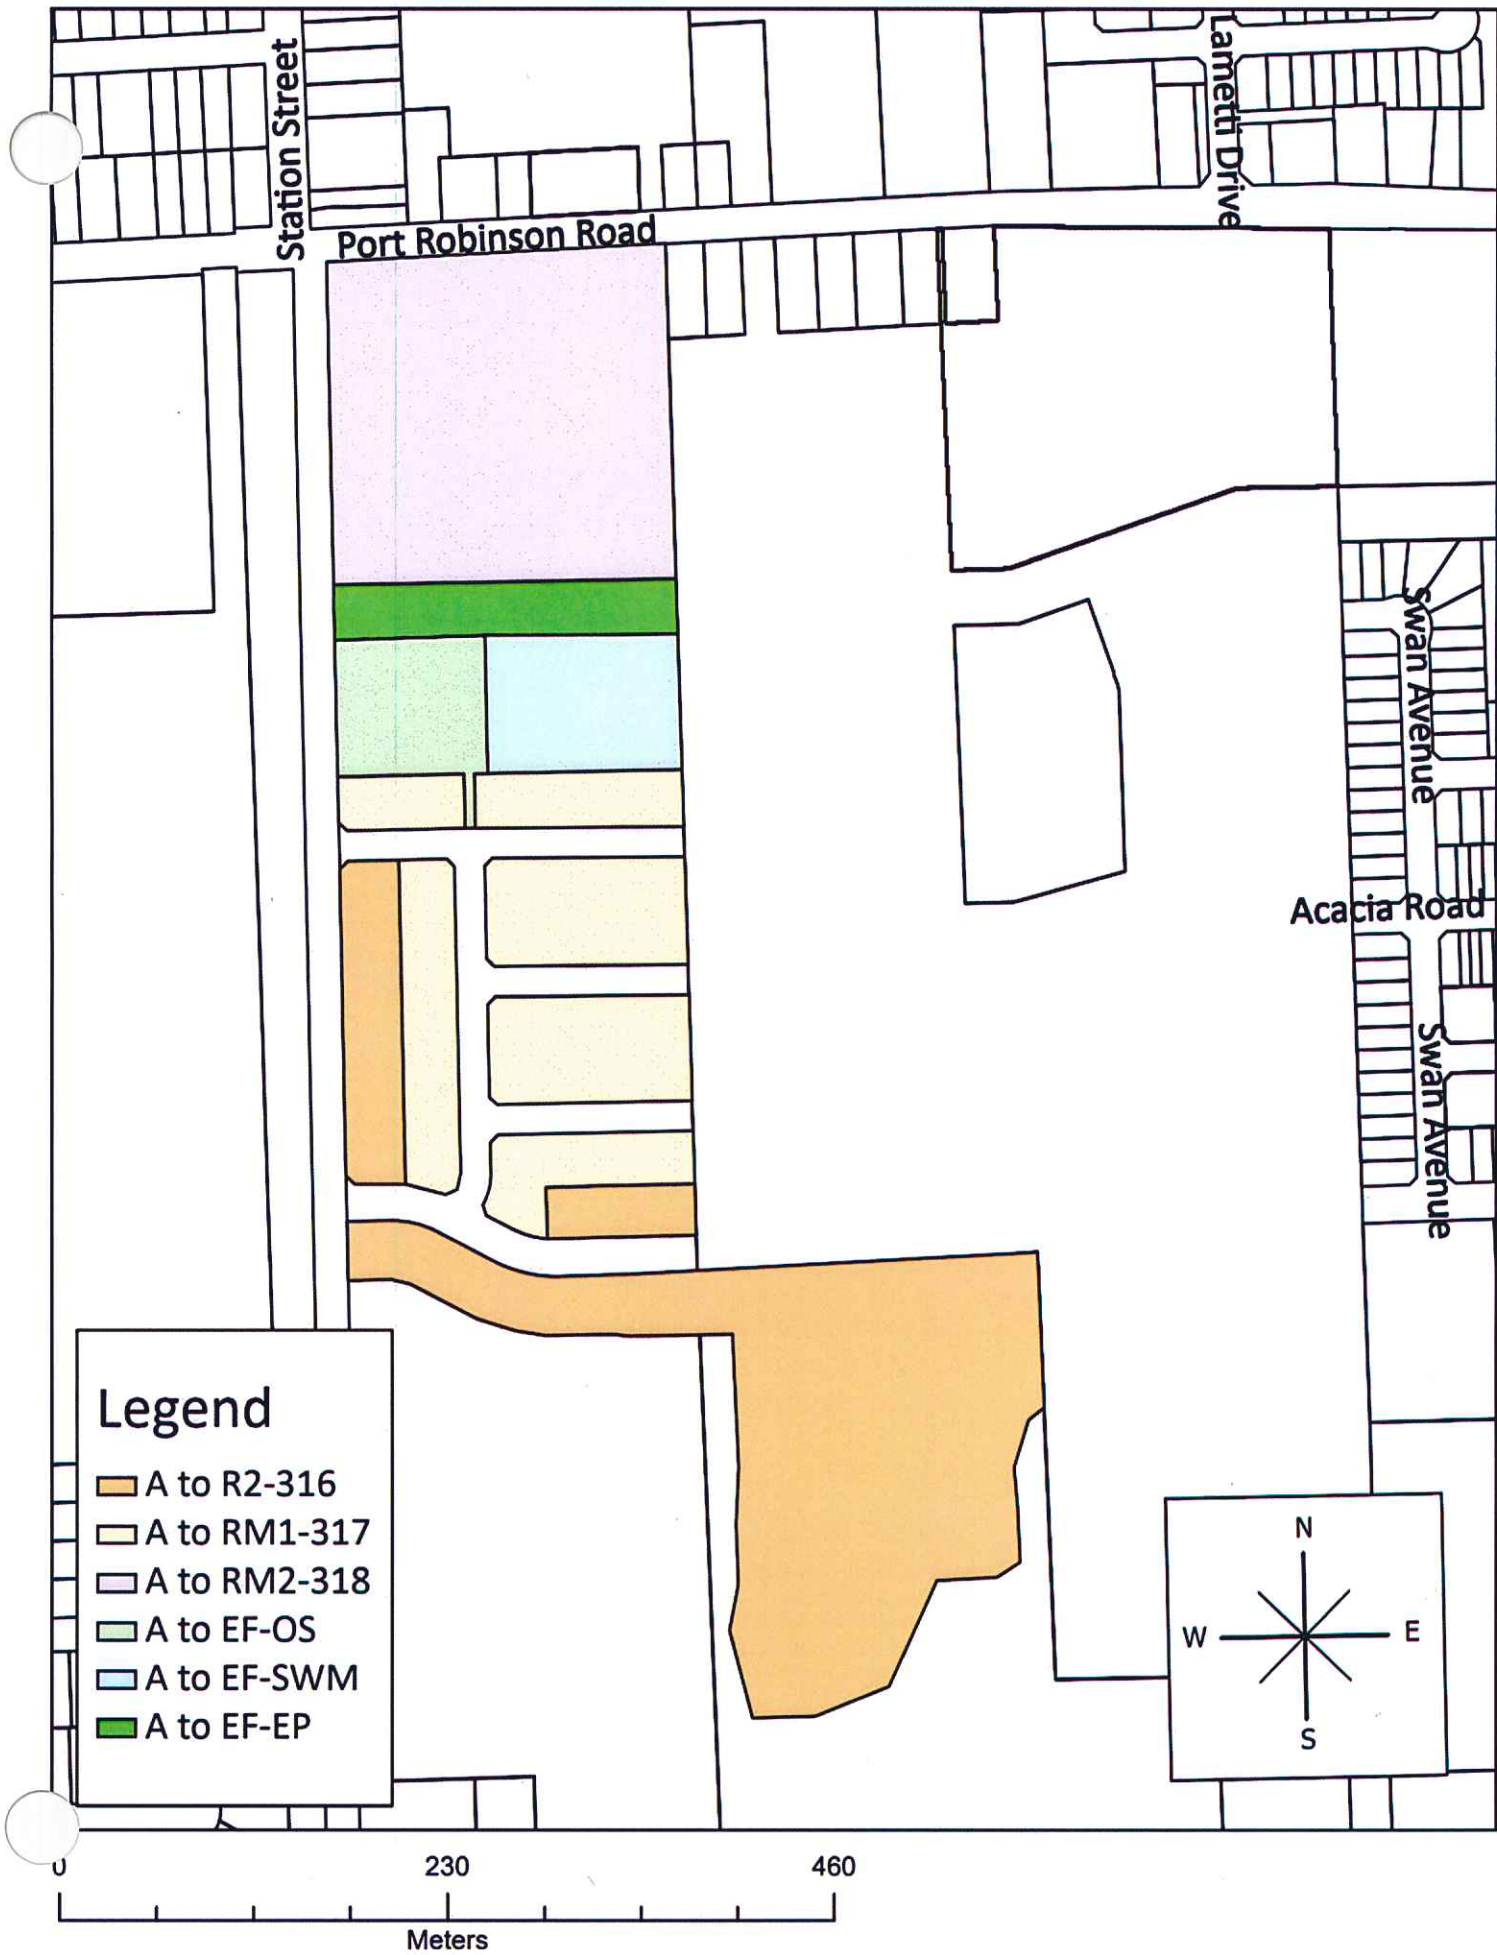 Station Street
Lametti Drive
Port Robinson Road
Swan Avenue
Acacia Road
Swan Avenue
Legend
A to R2-316
A to RM1-317
A to RM2-318
A to EF-OS
A to EF-SWM
A to EF-EP
N
W
E
S
0
230
460
Meters